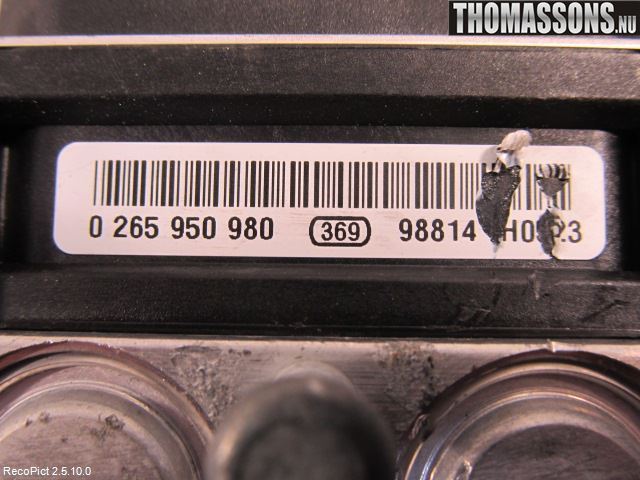 THOMASSONS.NU
0 265 950 980 369 98814
RecoPict 2.5.10.0